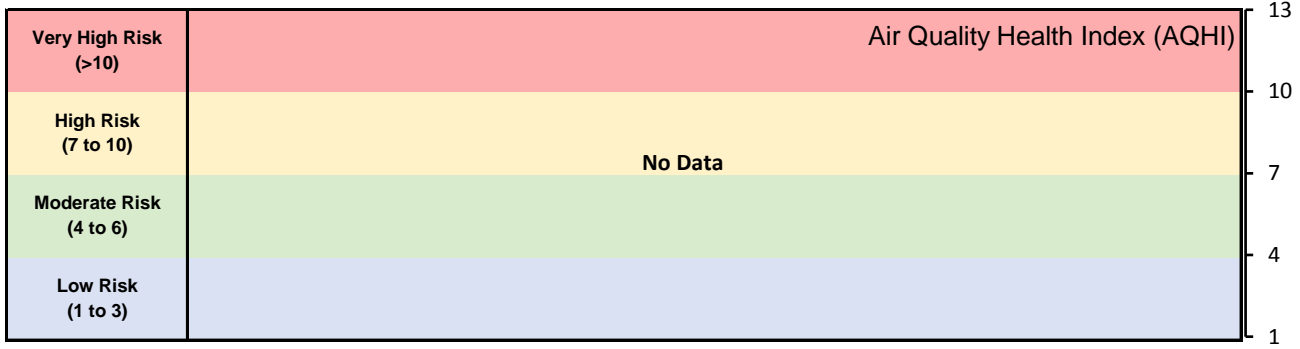 Air Quality Health Index (AQHI)
Very High Risk
(>10)
High Risk
(7 to 10)
No Data
Moderate Risk
(4 to 6)
Low Risk
(1 to 3)
13
10
7
4
1